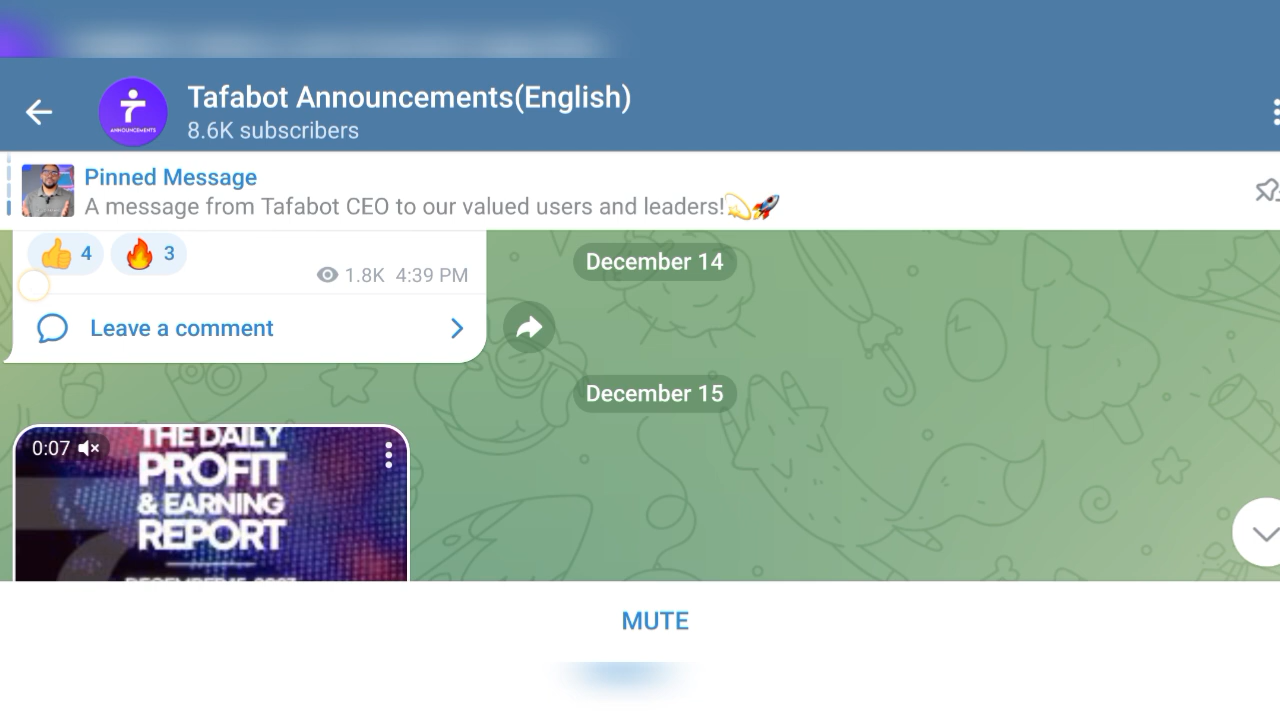 Tafabot Announcements(English)
8.6K subscribers
ANNOUNCEMENTS
Pinned Message
A message from Tafabot CEO to our valued users and leaders!💫🚀
👍 4 🔥 3
1.8K 4:39 PM
December 14
Leave a comment
December 15
0:07
THE DAILY
PROFIT
& EARNING
REPORT
MUTE